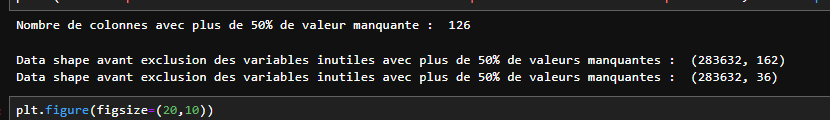 Nombre de colonnes avec plus de 50% de valeur manquante :  126
Data shape avant exclusion des variables inutiles avec plus de 50% de valeurs manquantes :  (283632, 162)
Data shape avant exclusion des variables inutiles avec plus de 50% de valeurs manquantes :  (283632, 36)
plt.figure(figsize=(20,10))